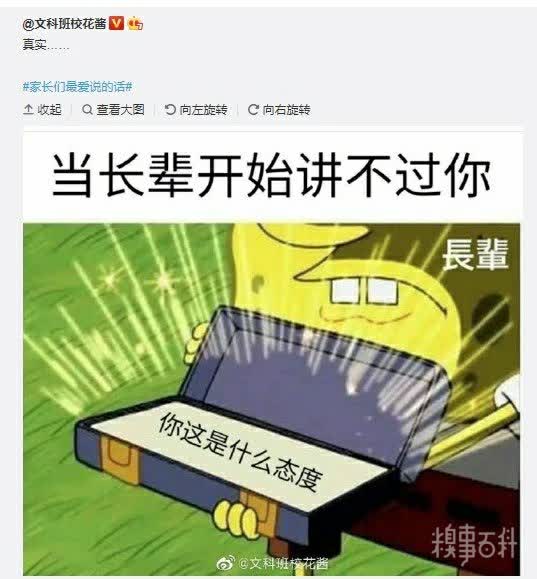 @文科班校花酱
真实……
#家长们最爱说的话#
收起 查看大图 向左旋转 向右旋转
当长辈开始讲不过你
長輩
你这是什么态度
@文科班校花酱
糗事百科